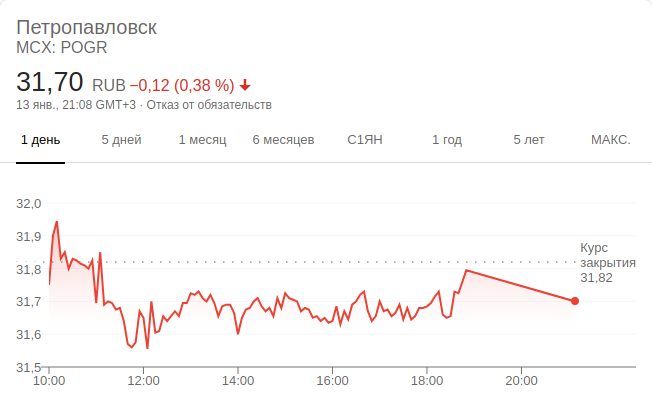 Петропавловск
MCX: POGR
31,70 RUB −0,12 (0,38 %)
13 янв., 21:08 GMT+3 · Отказ от обязательств
1 день 5 дней 1 месяц 6 месяцев С1ЯН 1 год 5 лет МАКС.
32,0
31,9
Курс
закрытия
31,82
31,8
31,7
31,6
31,5
10:00 12:00 14:00 16:00 18:00 20:00